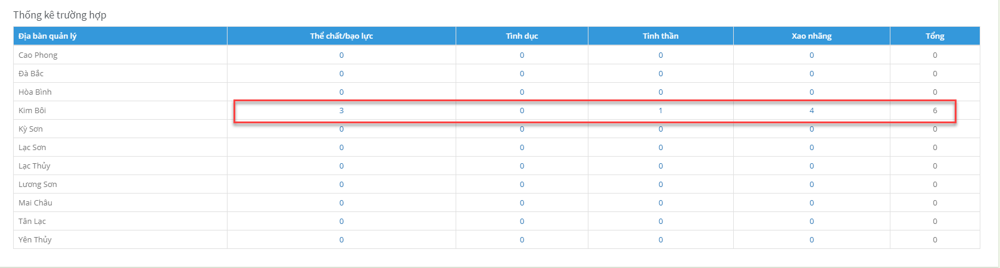 Thống kê trường hợp
Địa bàn quản lý Thể chất/bạo lực Tình dục Tinh thần Xao nhãng Tổng
Cao Phong 0 0 0 0 0
Đà Bắc 0 0 0 0 0
Hòa Bình 0 0 0 0 0
Kim Bôi 3 0 1 4 6
Kỳ Sơn 0 0 0 0 0
Lạc Sơn 0 0 0 0 0
Lạc Thủy 0 0 0 0 0
Lương Sơn 0 0 0 0 0
Mai Châu 0 0 0 0 0
Tân Lạc 0 0 0 0 0
Yên Thủy 0 0 0 0 0